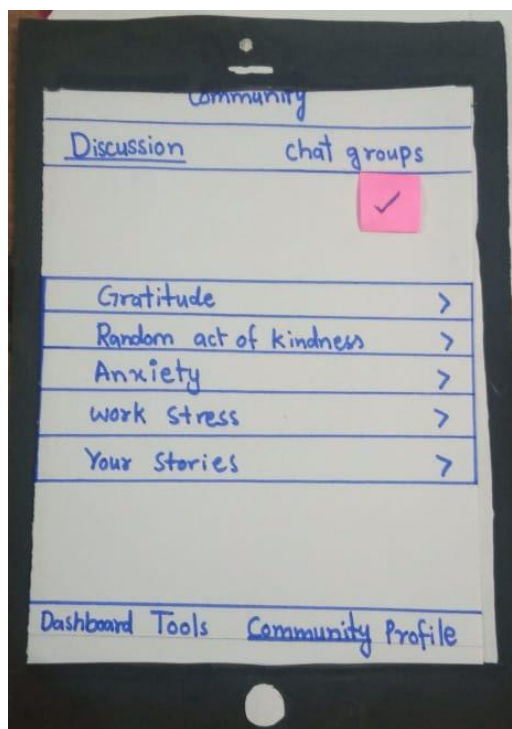 Community
Discussion chat groups
✓
Gratitude >
Random act of kindness >
Anxiety >
work stress >
Your Stories >
Dashboard Tools Community Profile